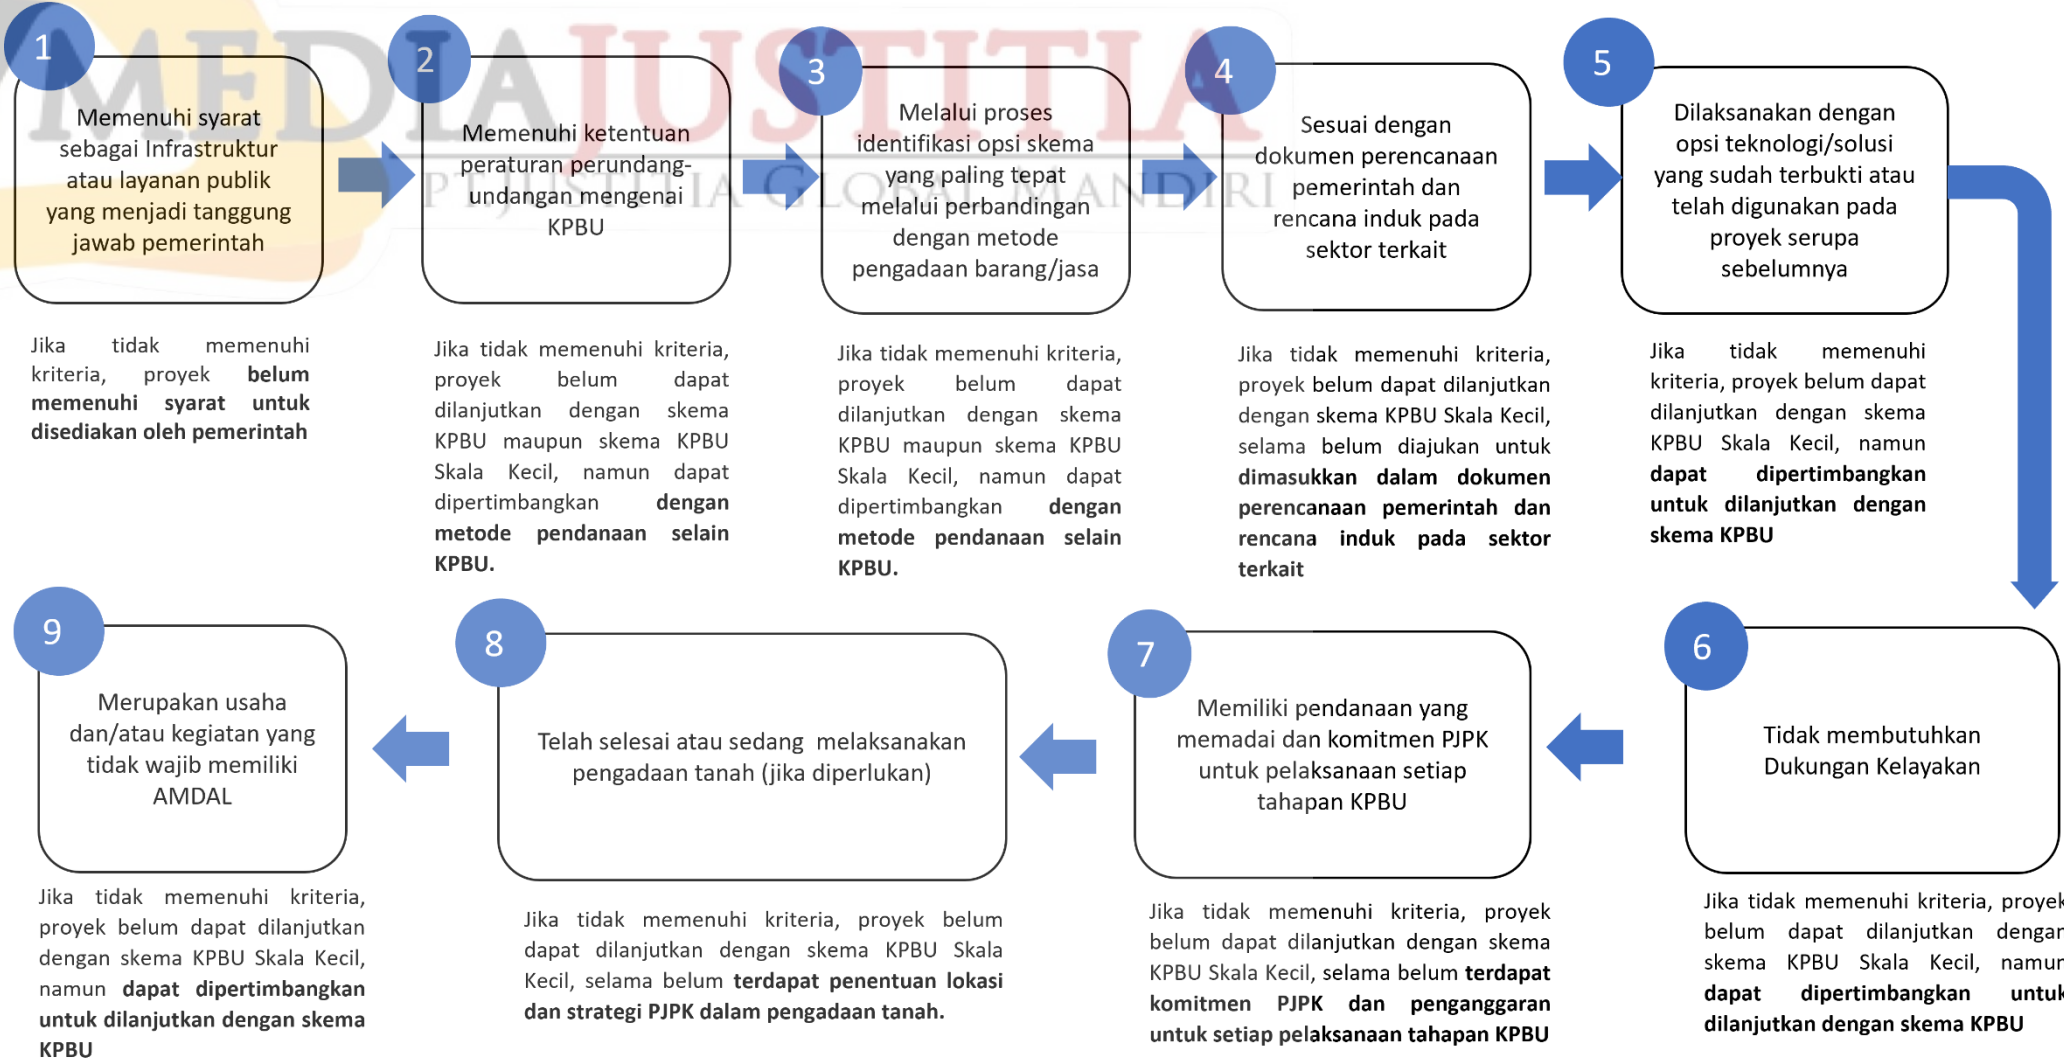 MEDIA JUSTITIA
PT JUSTITIA GLOBAL MANDIRI
1
Memenuhi syarat
sebagai Infrastruktur
atau layanan publik
yang menjadi tanggung
jawab pemerintah
Jika tidak memenuhi
kriteria, proyek belum
memenuhi syarat untuk
disediakan oleh pemerintah
2
Memenuhi ketentuan
peraturan perundang-
undangan mengenai
KPBU
Jika tidak memenuhi kriteria,
proyek belum dapat
dilanjutkan dengan skema
KPBU maupun skema KPBU
Skala Kecil, namun dapat
dipertimbangkan dengan
metode pendanaan selain
KPBU.
3
Melalui proses
identifikasi opsi skema
yang paling tepat
melalui perbandingan
dengan metode
pengadaan barang/jasa
Jika tidak memenuhi kriteria,
proyek belum dapat
dilanjutkan dengan skema
KPBU maupun skema KPBU
Skala Kecil, namun dapat
dipertimbangkan dengan
metode pendanaan selain
KPBU.
4
Sesuai dengan
dokumen perencanaan
pemerintah dan
rencana induk pada
sektor terkait
Jika tidak memenuhi kriteria,
proyek belum dapat dilanjutkan
dengan skema KPBU Skala Kecil,
selama belum diajukan untuk
dimasukkan dalam dokumen
perencanaan pemerintah dan
rencana induk pada sektor
terkait
5
Dilaksanakan dengan
opsi teknologi/solusi
yang sudah terbukti atau
telah digunakan pada
proyek serupa
sebelumnya
Jika tidak memenuhi
kriteria, proyek belum dapat
dilanjutkan dengan skema
KPBU Skala Kecil, namun
dapat dipertimbangkan
untuk dilanjutkan dengan
skema KPBU
6
Tidak membutuhkan
Dukungan Kelayakan
Jika tidak memenuhi kriteria, proyek
belum dapat dilanjutkan dengan
skema KPBU Skala Kecil, namun
dapat dipertimbangkan untuk
dilanjutkan dengan skema KPBU
7
Memiliki pendanaan yang
memadai dan komitmen PJPK
untuk pelaksanaan setiap
tahapan KPBU
Jika tidak memenuhi kriteria, proyek
belum dapat dilanjutkan dengan skema
KPBU Skala Kecil, selama belum terdapat
komitmen PJPK dan penganggaran
untuk setiap pelaksanaan tahapan KPBU
8
Telah selesai atau sedang melaksanakan
pengadaan tanah (jika diperlukan)
Jika tidak memenuhi kriteria, proyek belum
dapat dilanjutkan dengan skema KPBU Skala
Kecil, selama belum terdapat penentuan lokasi
dan strategi PJPK dalam pengadaan tanah.
9
Merupakan usaha
dan/atau kegiatan yang
tidak wajib memiliki
AMDAL
Jika tidak memenuhi kriteria,
proyek belum dapat dilanjutkan
dengan skema KPBU Skala Kecil,
namun dapat dipertimbangkan
untuk dilanjutkan dengan skema
KPBU